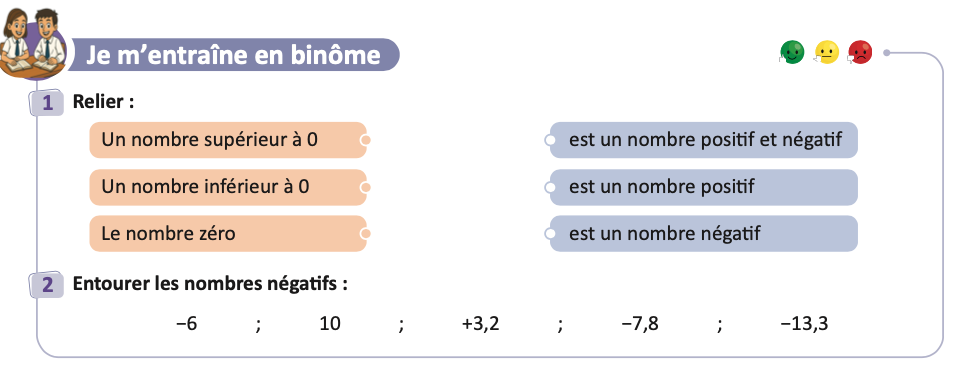 Je m'entraîne en binôme
1 Relier :
Un nombre supérieur à 0 est un nombre positif et négatif
Un nombre inférieur à 0 est un nombre positif
Le nombre zéro est un nombre négatif
2 Entourer les nombres négatifs :
−6 ; 10 ; +3,2 ; −7,8 ; −13,3